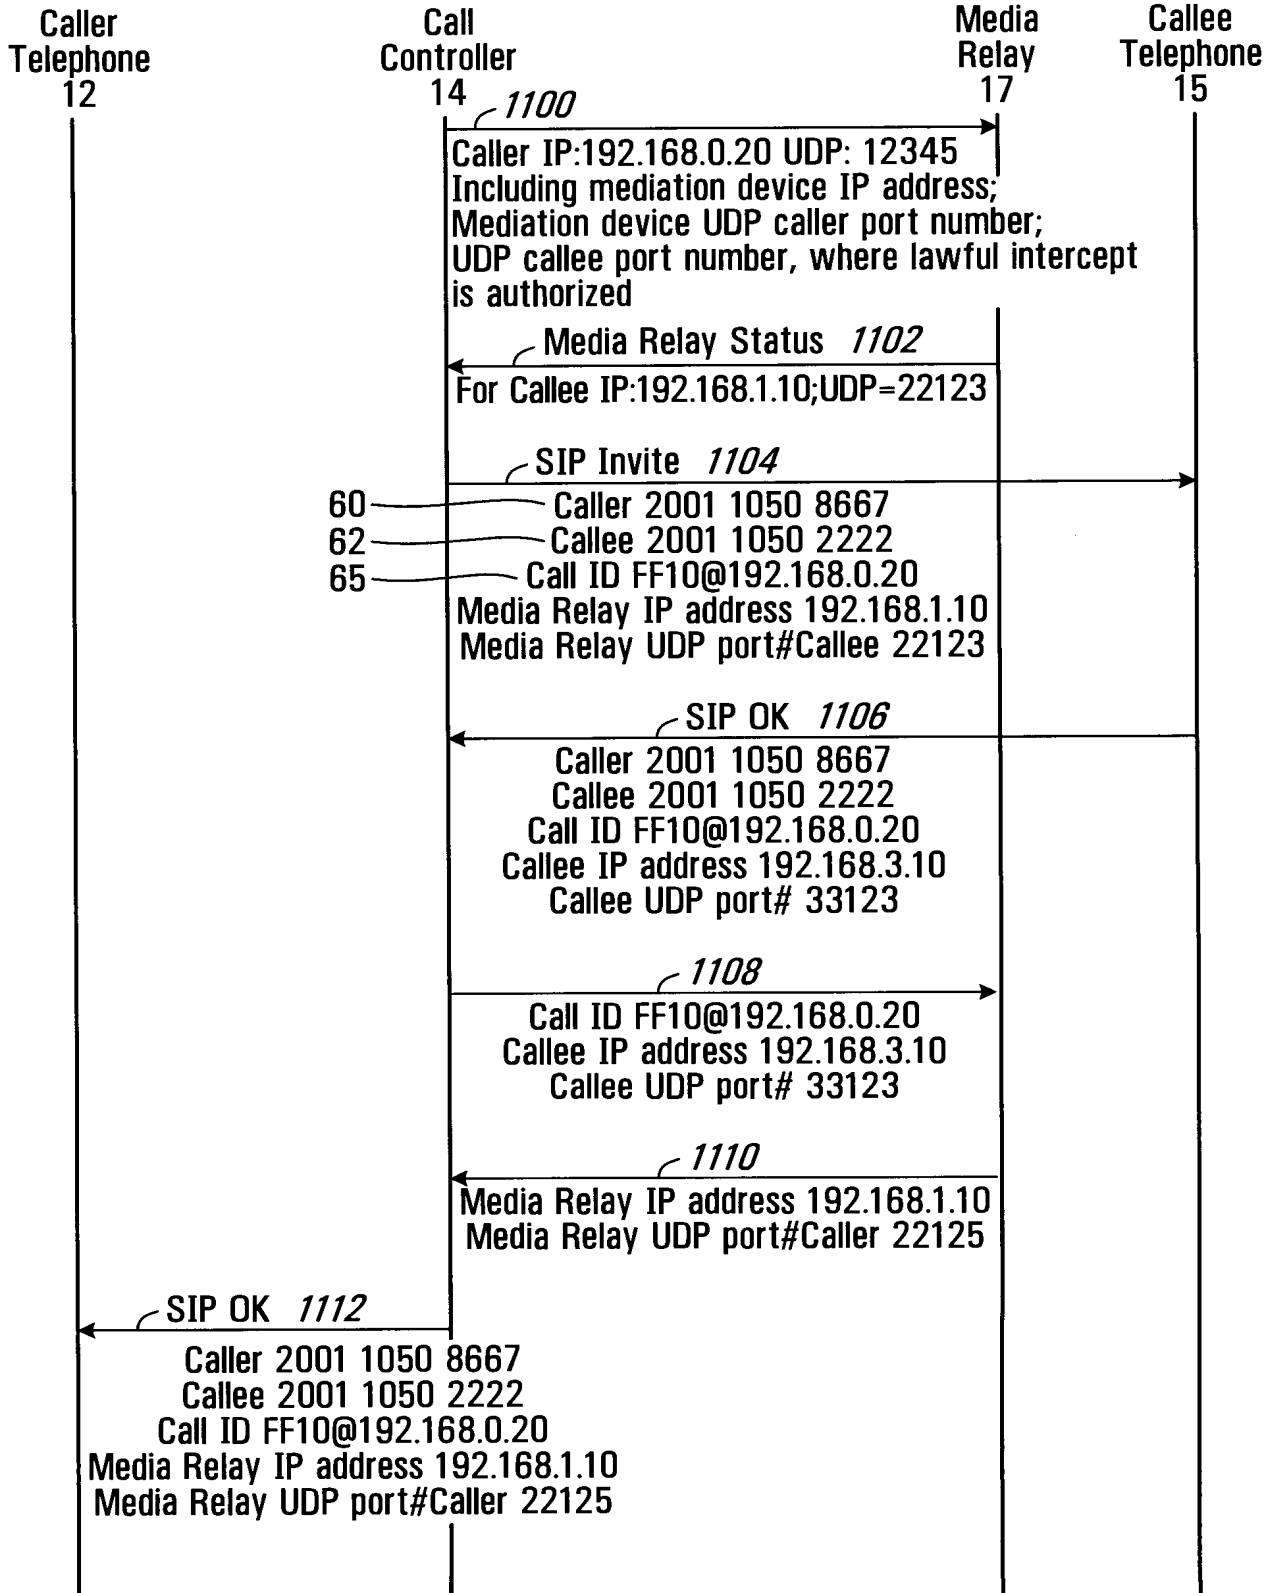 Caller
Telephone
12
Call
Controller
14
Media
Relay
17
Callee
Telephone
15
1100
Caller IP:192.168.0.20 UDP: 12345
Including mediation device IP address;
Mediation device UDP caller port number;
UDP callee port number, where lawful intercept
is authorized
Media Relay Status 1102
For Callee IP:192.168.1.10;UDP=22123
SIP Invite 1104
60 Caller 2001 1050 8667
62 Callee 2001 1050 2222
65 Call ID FF10@192.168.0.20
Media Relay IP address 192.168.1.10
Media Relay UDP port#Callee 22123
SIP OK 1106
Caller 2001 1050 8667
Callee 2001 1050 2222
Call ID FF10@192.168.0.20
Callee IP address 192.168.3.10
Callee UDP port# 33123
1108
Call ID FF10@192.168.0.20
Callee IP address 192.168.3.10
Callee UDP port# 33123
1110
Media Relay IP address 192.168.1.10
Media Relay UDP port#Caller 22125
SIP OK 1112
Caller 2001 1050 8667
Callee 2001 1050 2222
Call ID FF10@192.168.0.20
Media Relay IP address 192.168.1.10
Media Relay UDP port#Caller 22125